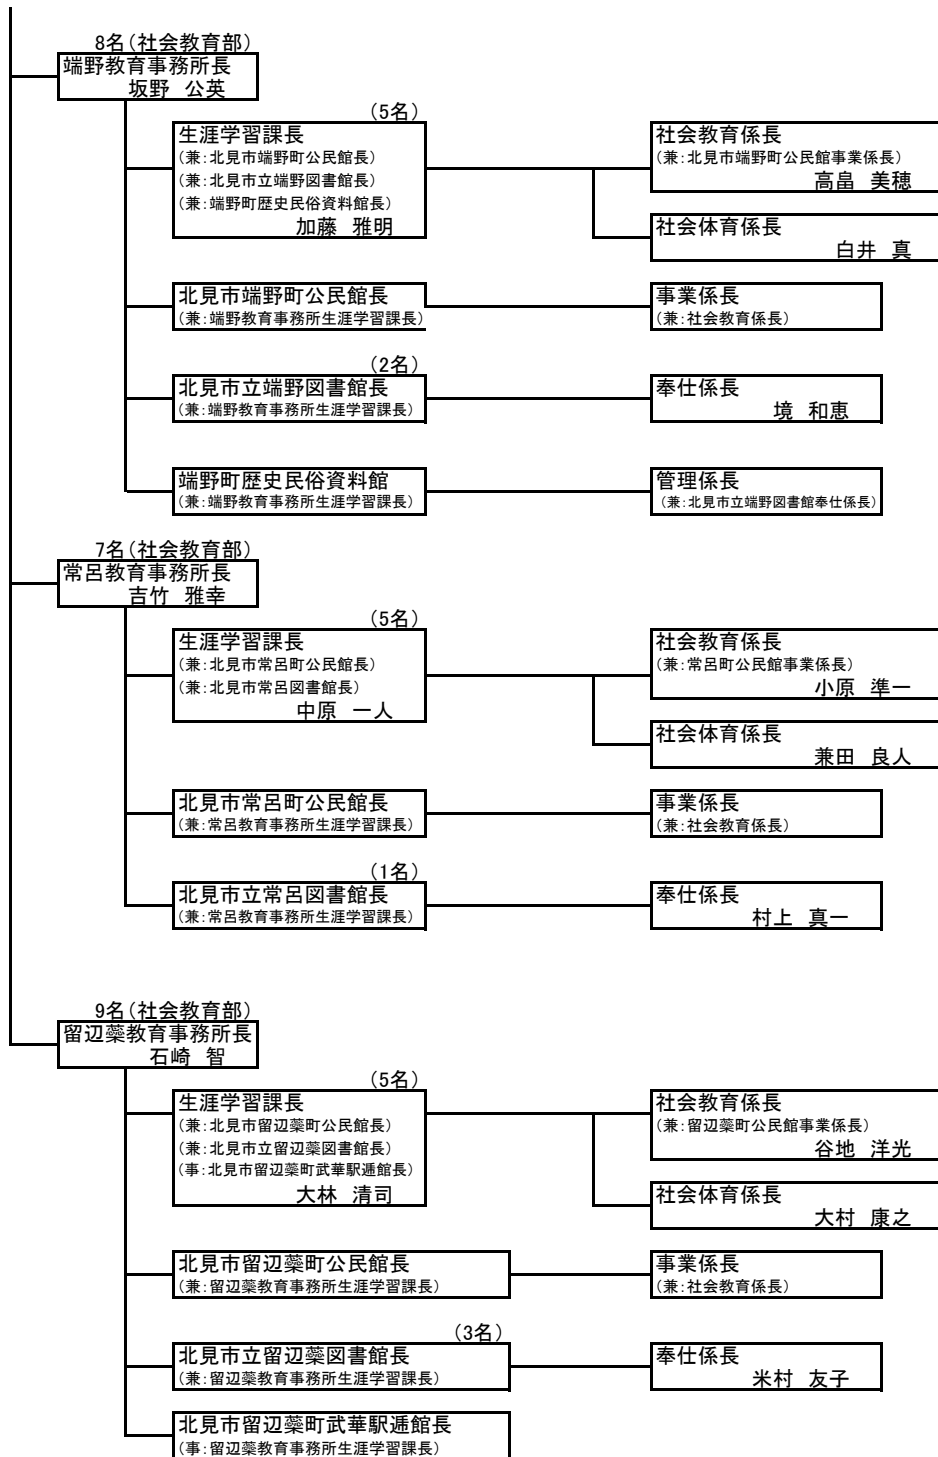 8名(社会教育部)
端野教育事務所長
坂野 公英
(5名)
生涯学習課長
(兼:北見市端野町公民館長)
(兼:北見市立端野図書館長)
(兼:端野町歴史民俗資料館長)
加藤 雅明
社会教育係長
(兼:北見市端野町公民館事業係長)
高畠 美穂
社会体育係長
白井 真
北見市端野町公民館長
(兼:端野教育事務所生涯学習課長)
事業係長
(兼:社会教育係長)
(2名)
北見市立端野図書館長
(兼:端野教育事務所生涯学習課長)
奉仕係長
境 和恵
端野町歴史民俗資料館
(兼:端野教育事務所生涯学習課長)
管理係長
(兼:北見市立端野図書館奉仕係長)
7名(社会教育部)
常呂教育事務所長
吉竹 雅幸
(5名)
生涯学習課長
(兼:北見市常呂町公民館長)
(兼:北見市常呂図書館長)
中原 一人
社会教育係長
(兼:常呂町公民館事業係長)
小原 準一
社会体育係長
兼田 良人
北見市常呂町公民館長
(兼:常呂教育事務所生涯学習課長)
事業係長
(兼:社会教育係長)
(1名)
北見市立常呂図書館長
(兼:常呂教育事務所生涯学習課長)
奉仕係長
村上 真一
9名(社会教育部)
留辺蘂教育事務所長
石崎 智
(5名)
生涯学習課長
(兼:北見市留辺蘂町公民館長)
(兼:北見市立留辺蘂図書館長)
(事:北見市留辺蘂町武華駅逓館長)
大林 清司
社会教育係長
(兼:留辺蘂町公民館事業係長)
谷地 洋光
社会体育係長
大村 康之
北見市留辺蘂町公民館長
(兼:留辺蘂教育事務所生涯学習課長)
事業係長
(兼:社会教育係長)
(3名)
北見市立留辺蘂図書館長
(兼:留辺蘂教育事務所生涯学習課長)
奉仕係長
米村 友子
北見市留辺蘂町武華駅逓館長
(事:留辺蘂教育事務所生涯学習課長)